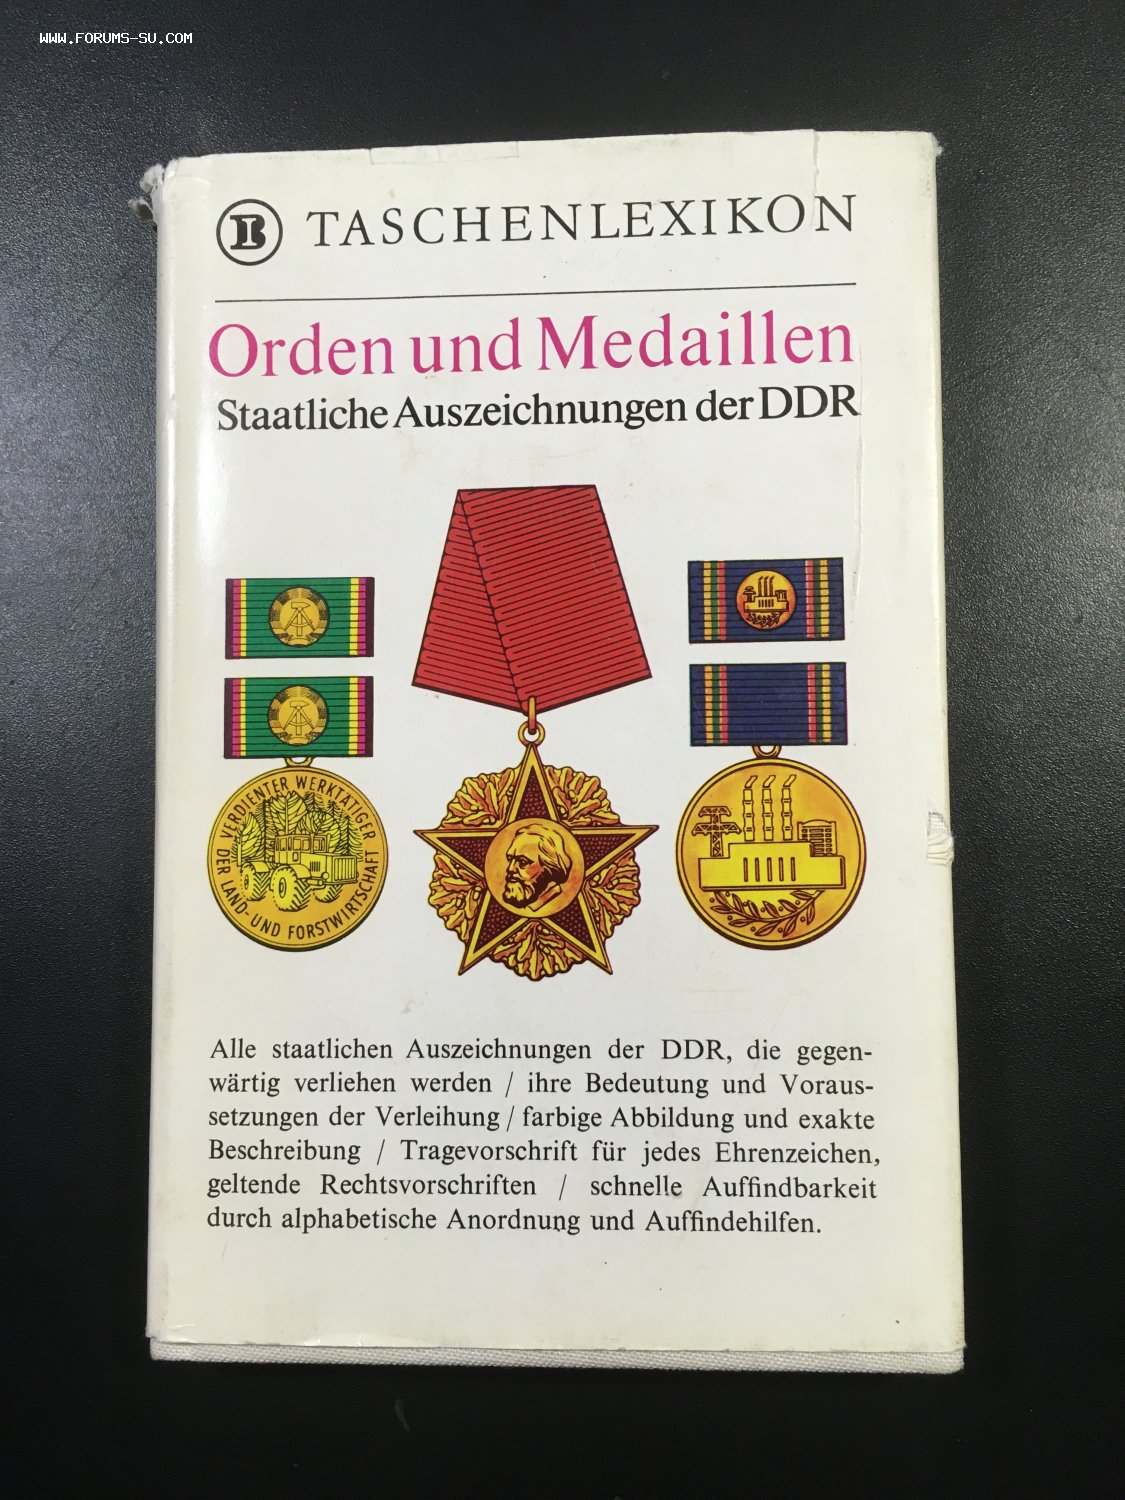 WWW.FORUMS-SU.COM
BI TASCHENLEXIKON
Orden und Medaillen
Staatliche Auszeichnungen der DDR
VERDIENTER WERKTÄTIGER
DER LAND- UND FORSTWIRTSCHAFT
Alle staatlichen Auszeichnungen der DDR, die gegen-
wärtig verliehen werden / ihre Bedeutung und Voraus-
setzungen der Verleihung / farbige Abbildung und exakte
Beschreibung / Tragevorschrift für jedes Ehrenzeichen,
geltende Rechtsvorschriften / schnelle Auffindbarkeit
durch alphabetische Anordnung und Auffindehilfen.